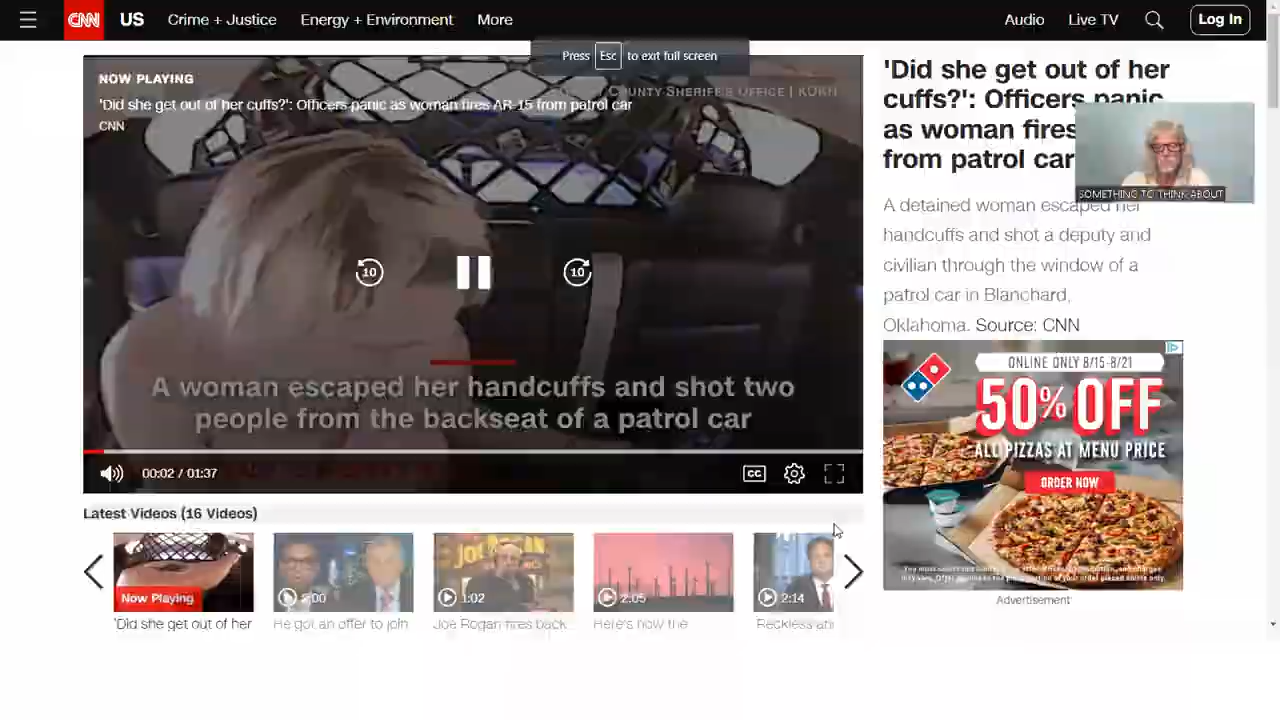 CNN US Crime + Justice Energy + Environment More Audio Live TV Log In
Press Esc to exit full screen
NOW PLAYING
COUNTY SHERIFF'S OFFICE | KOKH
'Did she get out of her cuffs?': Officers panic as woman fires AR-15 from patrol car
CNN
10 10
A woman escaped her handcuffs and shot two
people from the backseat of a patrol car
00:02 / 01:37 CC
Latest Videos (16 Videos)
Now Playing
2:00
JOE ROGAN
1:02
2:05
2:14
'Did she get out of her
He got an offer to join
Joe Rogan fires back...
Here's how the
Reckless
'Did she get out of her
cuffs?': Officers panic
as woman fires
from patrol car
SOMETHING TO THINK ABOUT
A detained woman escaped her
handcuffs and shot a deputy and
civilian through the window of a
patrol car in Blanchard,
Oklahoma. Source: CNN
ONLINE ONLY 8/15-8/21
50% OFF
ALL PIZZAS AT MENU PRICE
ORDER NOW
Advertisement